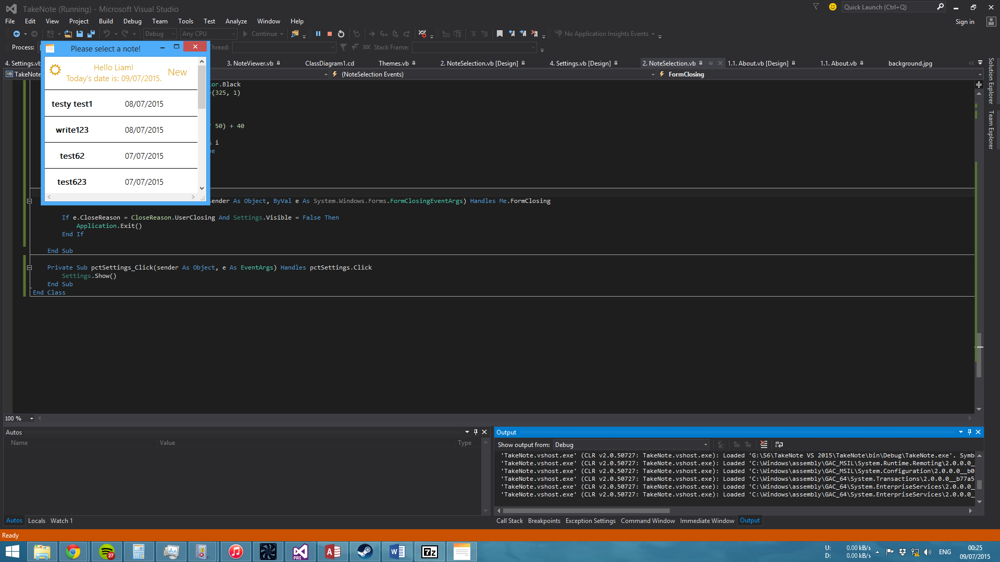 TakeNote (Running) - Microsoft Visual Studio
Quick Launch (Ctrl+Q)
File Edit View Project Build Debug Team Tools Test Analyze Window Help
Sign in
Debug Any CPU Continue No Application Insights Events
Process: Thread: Stack Frame:
Please select a note!
4. Settings.vb 3. NoteViewer.vb ClassDiagram1.cd Themes.vb 2. NoteSelection.vb [Design] 4. Settings.vb [Design] 2. NoteSelection.vb 1.1. About.vb [Design] 1.1. About.vb background.jpg
VB TakeNote (NoteSelection Events) FormClosing
Hello Liam!
Today's date is: 09/07/2015.
New
testy test1 08/07/2015
write123 08/07/2015
test62 07/07/2015
test623 07/07/2015
Solution Explorer
Team Explorer
or.Black
(325, 1)
50) + 40
i
ender As Object, ByVal e As System.Windows.Forms.FormClosingEventArgs) Handles Me.FormClosing
If e.CloseReason = CloseReason.UserClosing And Settings.Visible = False Then
Application.Exit()
End If
End Sub
Private Sub pctSettings_Click(sender As Object, e As EventArgs) Handles pctSettings.Click
Settings.Show()
End Sub
End Class
100 %
Autos
Name Value Type
Autos Locals Watch 1
Output
Show output from: Debug
'TakeNote.vshost.exe' (CLR v2.0.50727: TakeNote.vshost.exe): Loaded 'G:\S6\TakeNote VS 2015\TakeNote\bin\Debug\TakeNote.exe'. Symb
'TakeNote.vshost.exe' (CLR v2.0.50727: TakeNote.vshost.exe): Loaded 'C:\Windows\assembly\GAC_MSIL\System.Runtime.Remoting\2.0.0.0_
'TakeNote.vshost.exe' (CLR v2.0.50727: TakeNote.vshost.exe): Loaded 'C:\Windows\assembly\GAC_MSIL\System.Configuration\2.0.0.0__b0
'TakeNote.vshost.exe' (CLR v2.0.50727: TakeNote.vshost.exe): Loaded 'C:\Windows\assembly\GAC_64\System.Transactions\2.0.0.0__b77a5
'TakeNote.vshost.exe' (CLR v2.0.50727: TakeNote.vshost.exe): Loaded 'C:\Windows\assembly\GAC_64\System.EnterpriseServices\2.0.0.0_
'TakeNote.vshost.exe' (CLR v2.0.50727: TakeNote.vshost.exe): Loaded 'C:\Windows\assembly\GAC_64\System.EnterpriseServices\2.0.0.0_
Call Stack Breakpoints Exception Settings Command Window Immediate Window Output
Ready
27
PRE
7z
U: 0.00 kB/s
D: 0.00 kB/s
ENG
00:25
09/07/2015